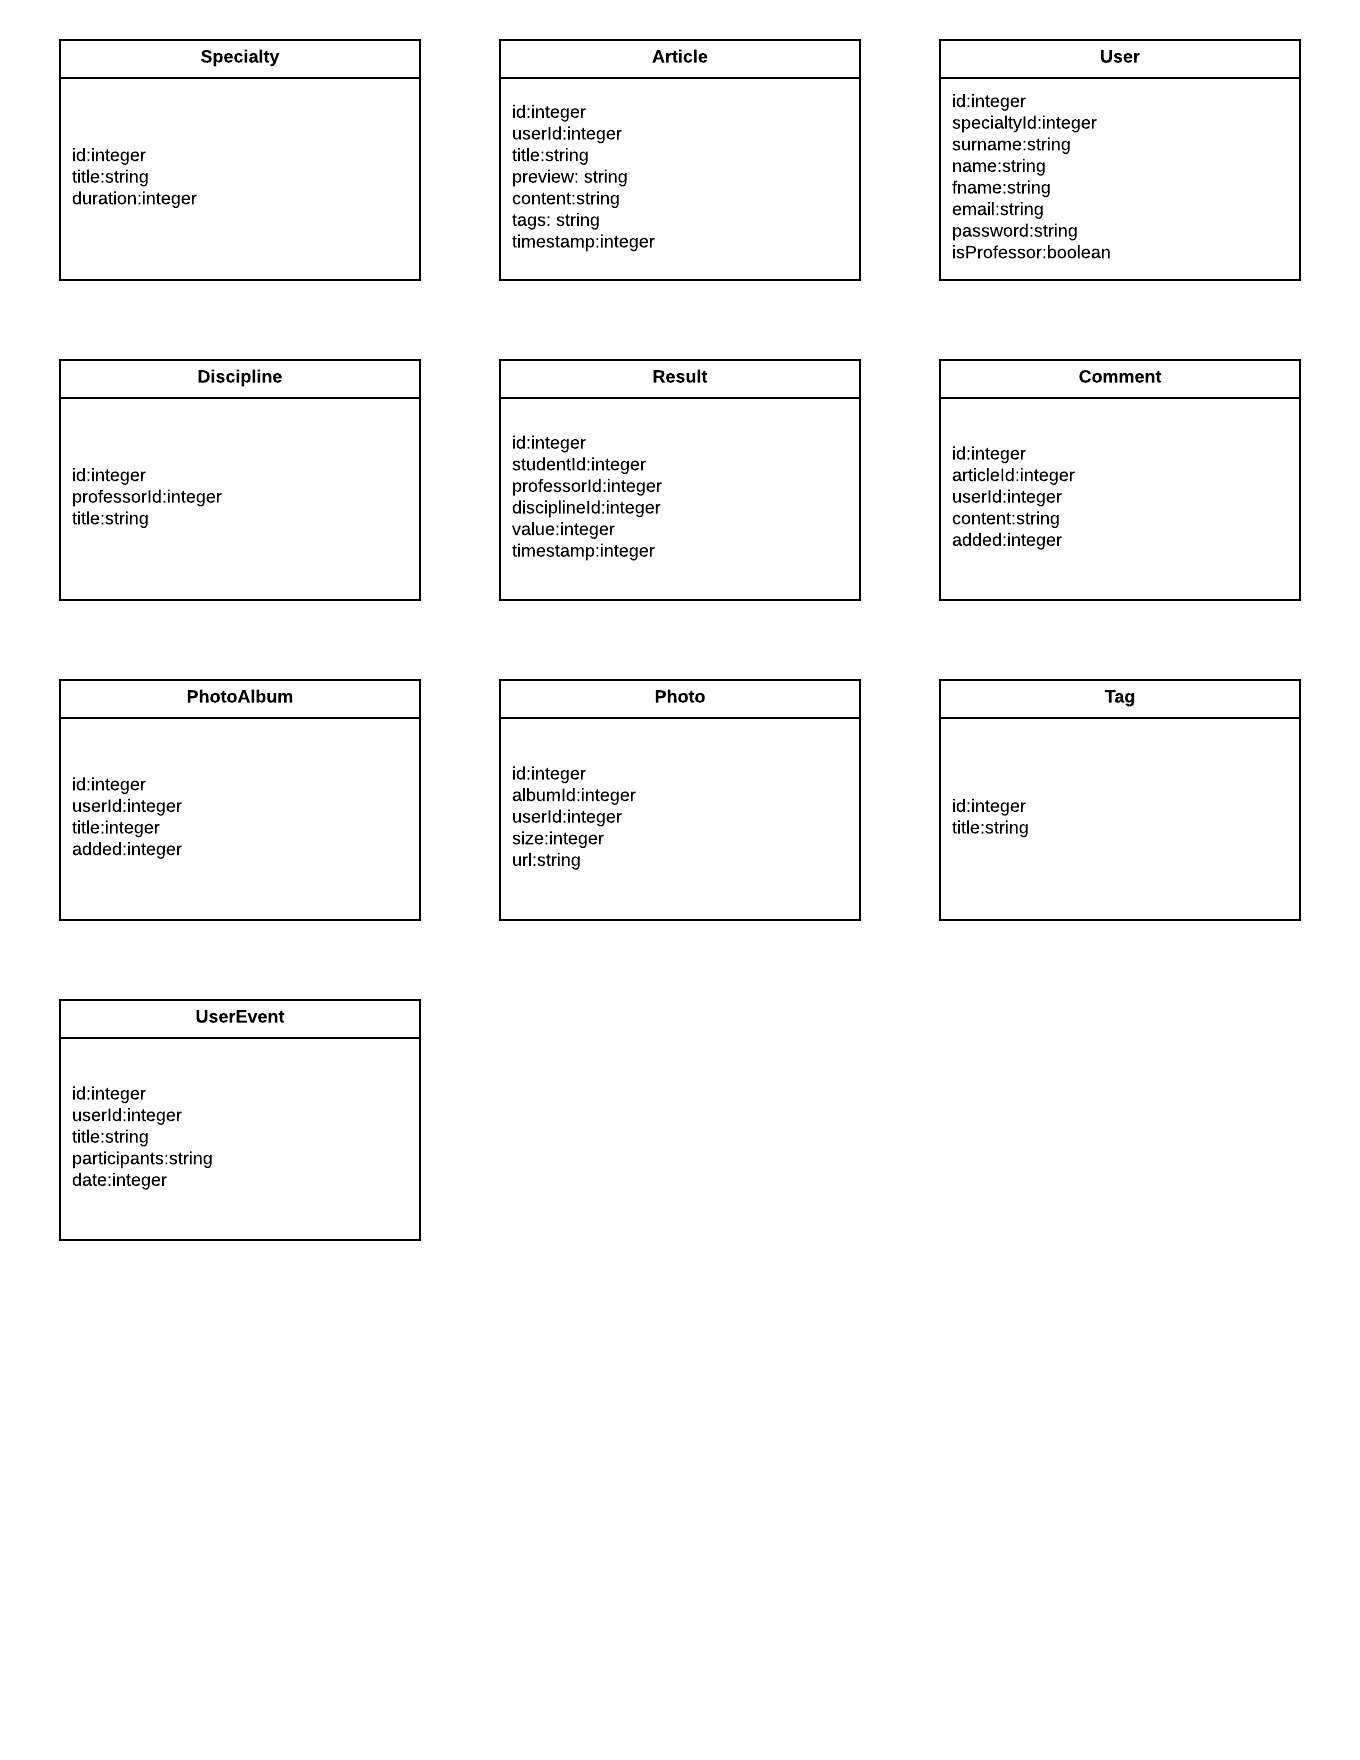 Specialty
id:integer
title:string
duration:integer
Article
id:integer
userId:integer
title:string
preview: string
content:string
tags: string
timestamp:integer
User
id:integer
specialtyId:integer
surname:string
name:string
fname:string
email:string
password:string
isProfessor:boolean
Discipline
id:integer
professorId:integer
title:string
Result
id:integer
studentId:integer
professorId:integer
disciplineId:integer
value:integer
timestamp:integer
Comment
id:integer
articleId:integer
userId:integer
content:string
added:integer
PhotoAlbum
id:integer
userId:integer
title:integer
added:integer
Photo
id:integer
albumId:integer
userId:integer
size:integer
url:string
Tag
id:integer
title:string
UserEvent
id:integer
userId:integer
title:string
participants:string
date:integer